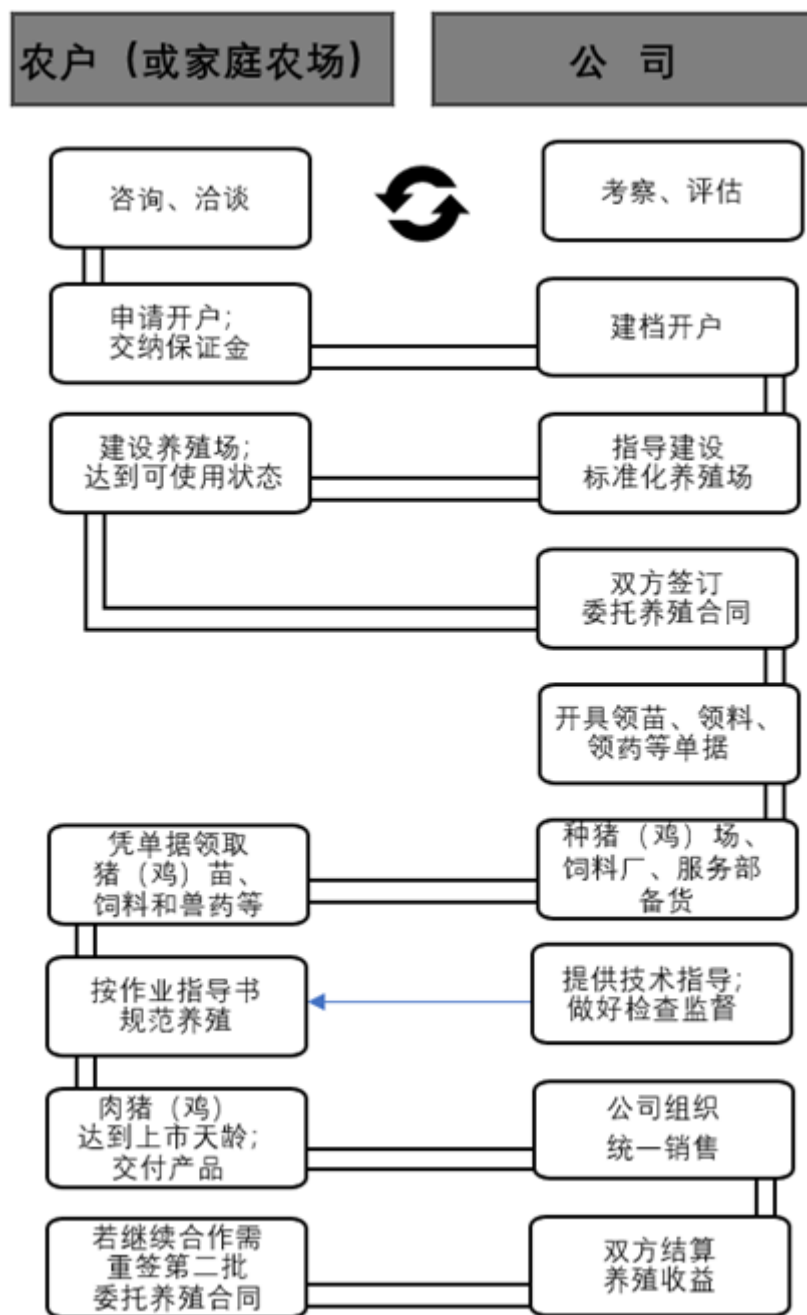 农户（或家庭农场）
公 司
咨询、洽谈
考察、评估
申请开户；
交纳保证金
建档开户
建设养殖场；
达到可使用状态
指导建设
标准化养殖场
双方签订
委托养殖合同
开具领苗、领料、
领药等单据
凭单据领取
猪（鸡）苗、
饲料和兽药等
种猪（鸡）场、
饲料厂、服务部
备货
按作业指导书
规范养殖
提供技术指导；
做好检查监督
肉猪（鸡）
达到上市天龄；
交付产品
公司组织
统一销售
若继续合作需
重签第二批
委托养殖合同
双方结算
养殖收益